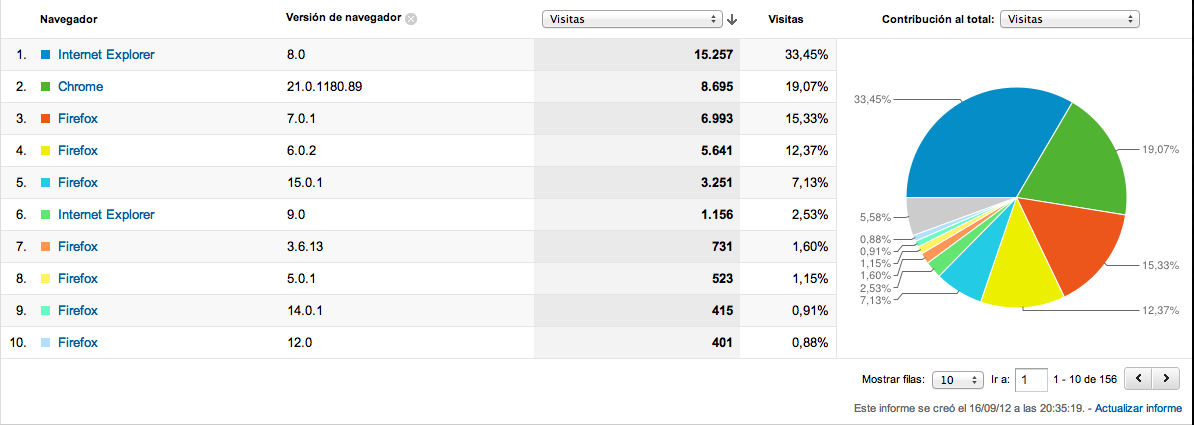 Navegador Versión de navegador Visitas Visitas Contribución al total: Visitas
1. Internet Explorer 8.0 15.257 33,45%
2. Chrome 21.0.1180.89 8.695 19,07%
3. Firefox 7.0.1 6.993 15,33%
4. Firefox 6.0.2 5.641 12,37%
5. Firefox 15.0.1 3.251 7,13%
6. Internet Explorer 9.0 1.156 2,53%
7. Firefox 3.6.13 731 1,60%
8. Firefox 5.0.1 523 1,15%
9. Firefox 14.0.1 415 0,91%
10. Firefox 12.0 401 0,88%
33,45%
19,07%
5,58%
0,88%
0,91%
1,15%
15,33%
1,60%
2,53%
7,13%
12,37%
Mostrar filas: 10 Ir a: 1 1 - 10 de 156
Este informe se creó el 16/09/12 a las 20:35:19. - Actualizar informe